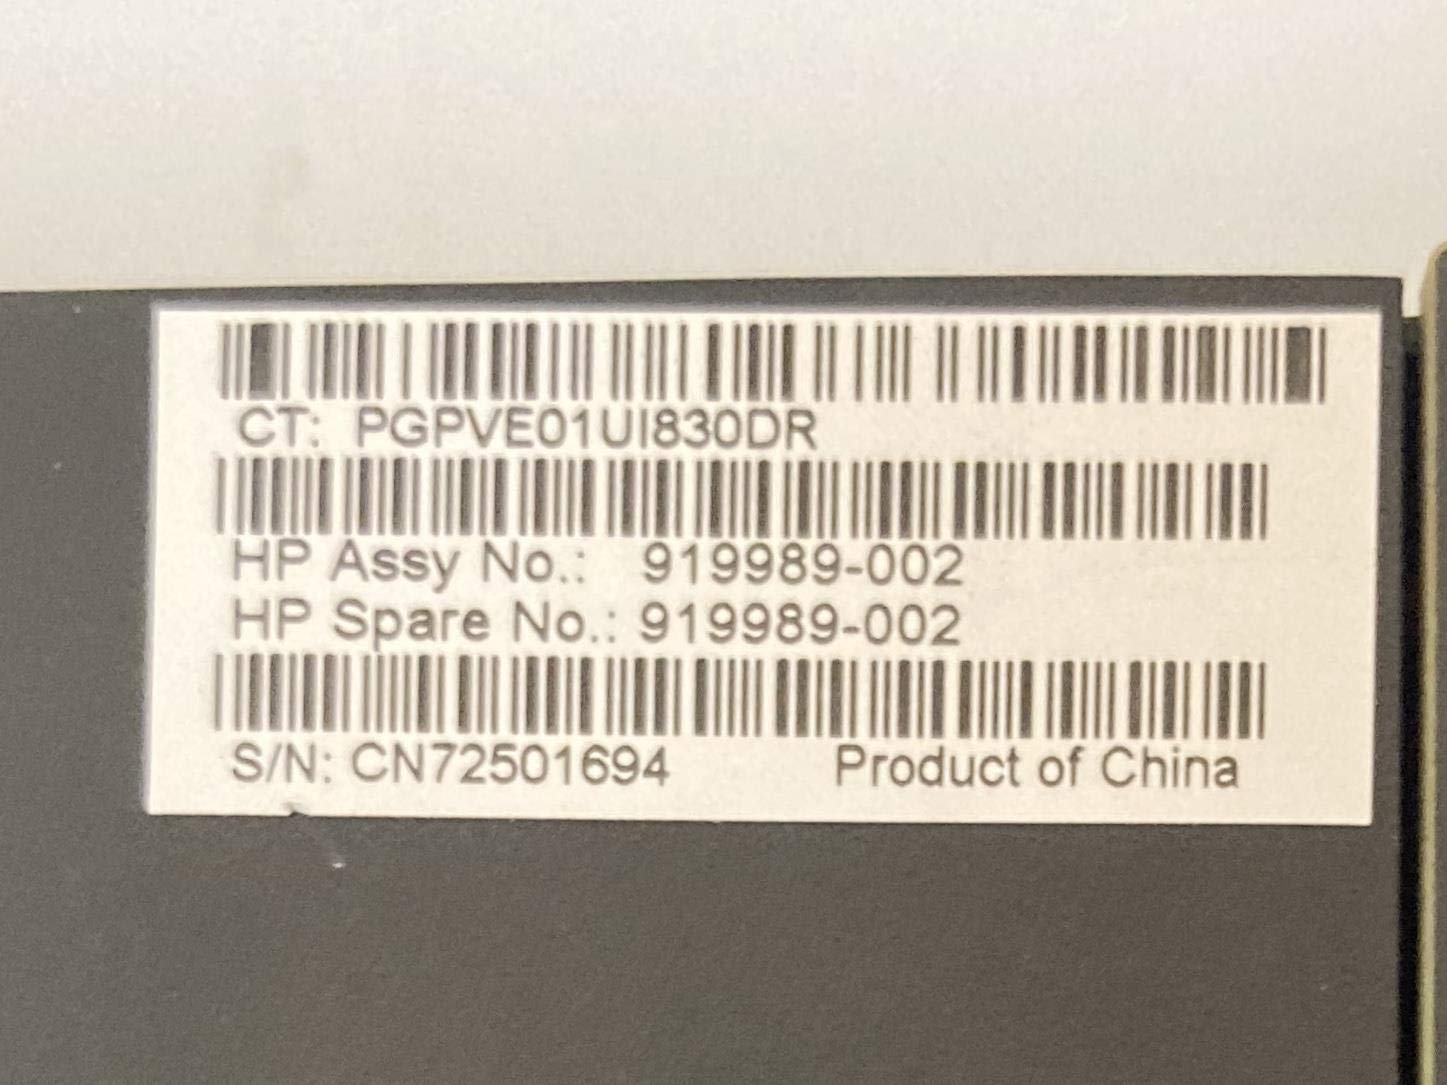 CT: PGPVE01UI830DR
HP Assy No.: 919989-002
HP Spare No.: 919989-002
S/N: CN72501694 Product of China